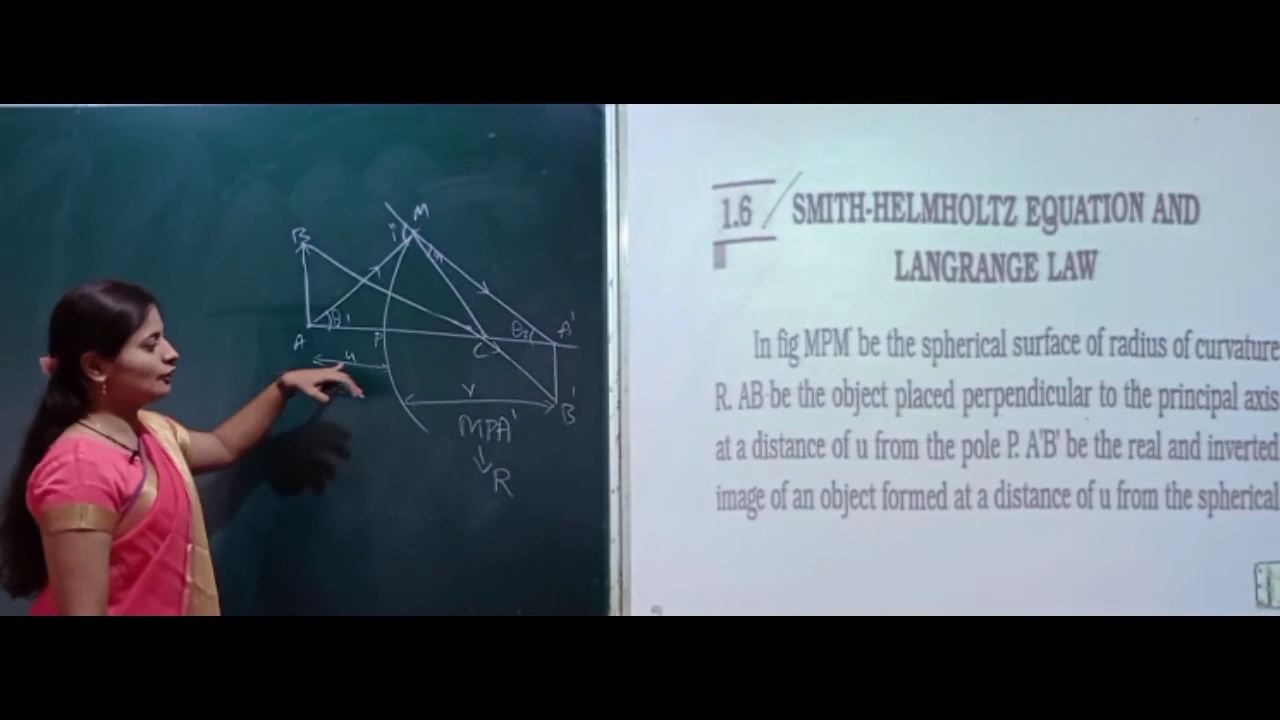 M
B
i
r
θ'
θ2
A'
A
P
C
u
v
B'
MPA'
R
1.6 SMITH-HELMHOLTZ EQUATION AND
LANGRANGE LAW
In fig MPM' be the spherical surface of radius of curvature
R. AB be the object placed perpendicular to the principal axis
at a distance of u from the pole P. A'B' be the real and inverted
image of an object formed at a distance of u from the spherical